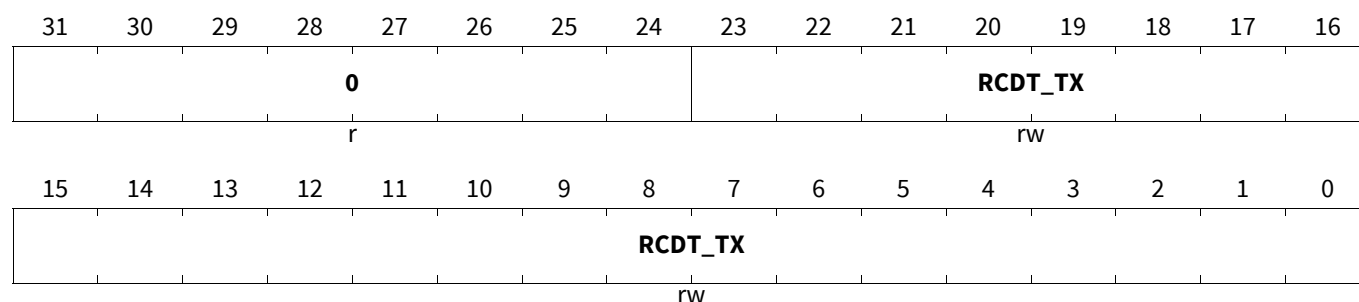 31 30 29 28 27 26 25 24 23 22 21 20 19 18 17 16
0 RCDT_TX
r rw
15 14 13 12 11 10 9 8 7 6 5 4 3 2 1 0
RCDT_TX
rw